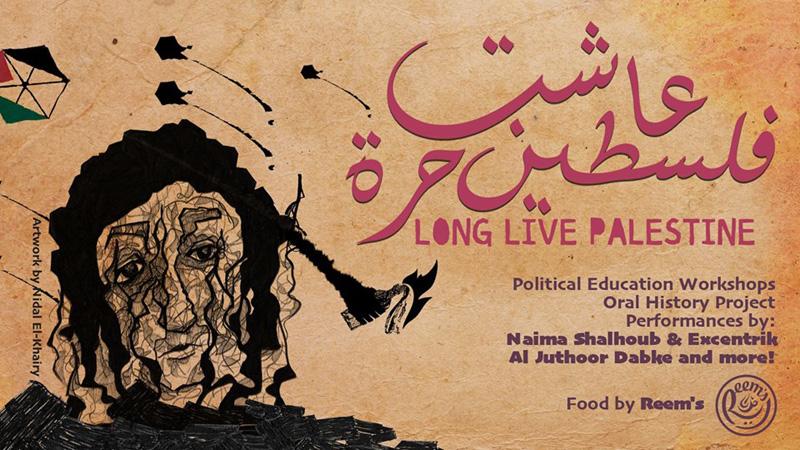 عاشت
فلسطين حرة
LONG LIVE PALESTINE
Political Education Workshops
Oral History Project
Performances by:
Naima Shalhoub & Excentrik
Al Juthoor Dabke and more!
Food by Reem's
Reem's
Artwork by Nidal El-Khairy